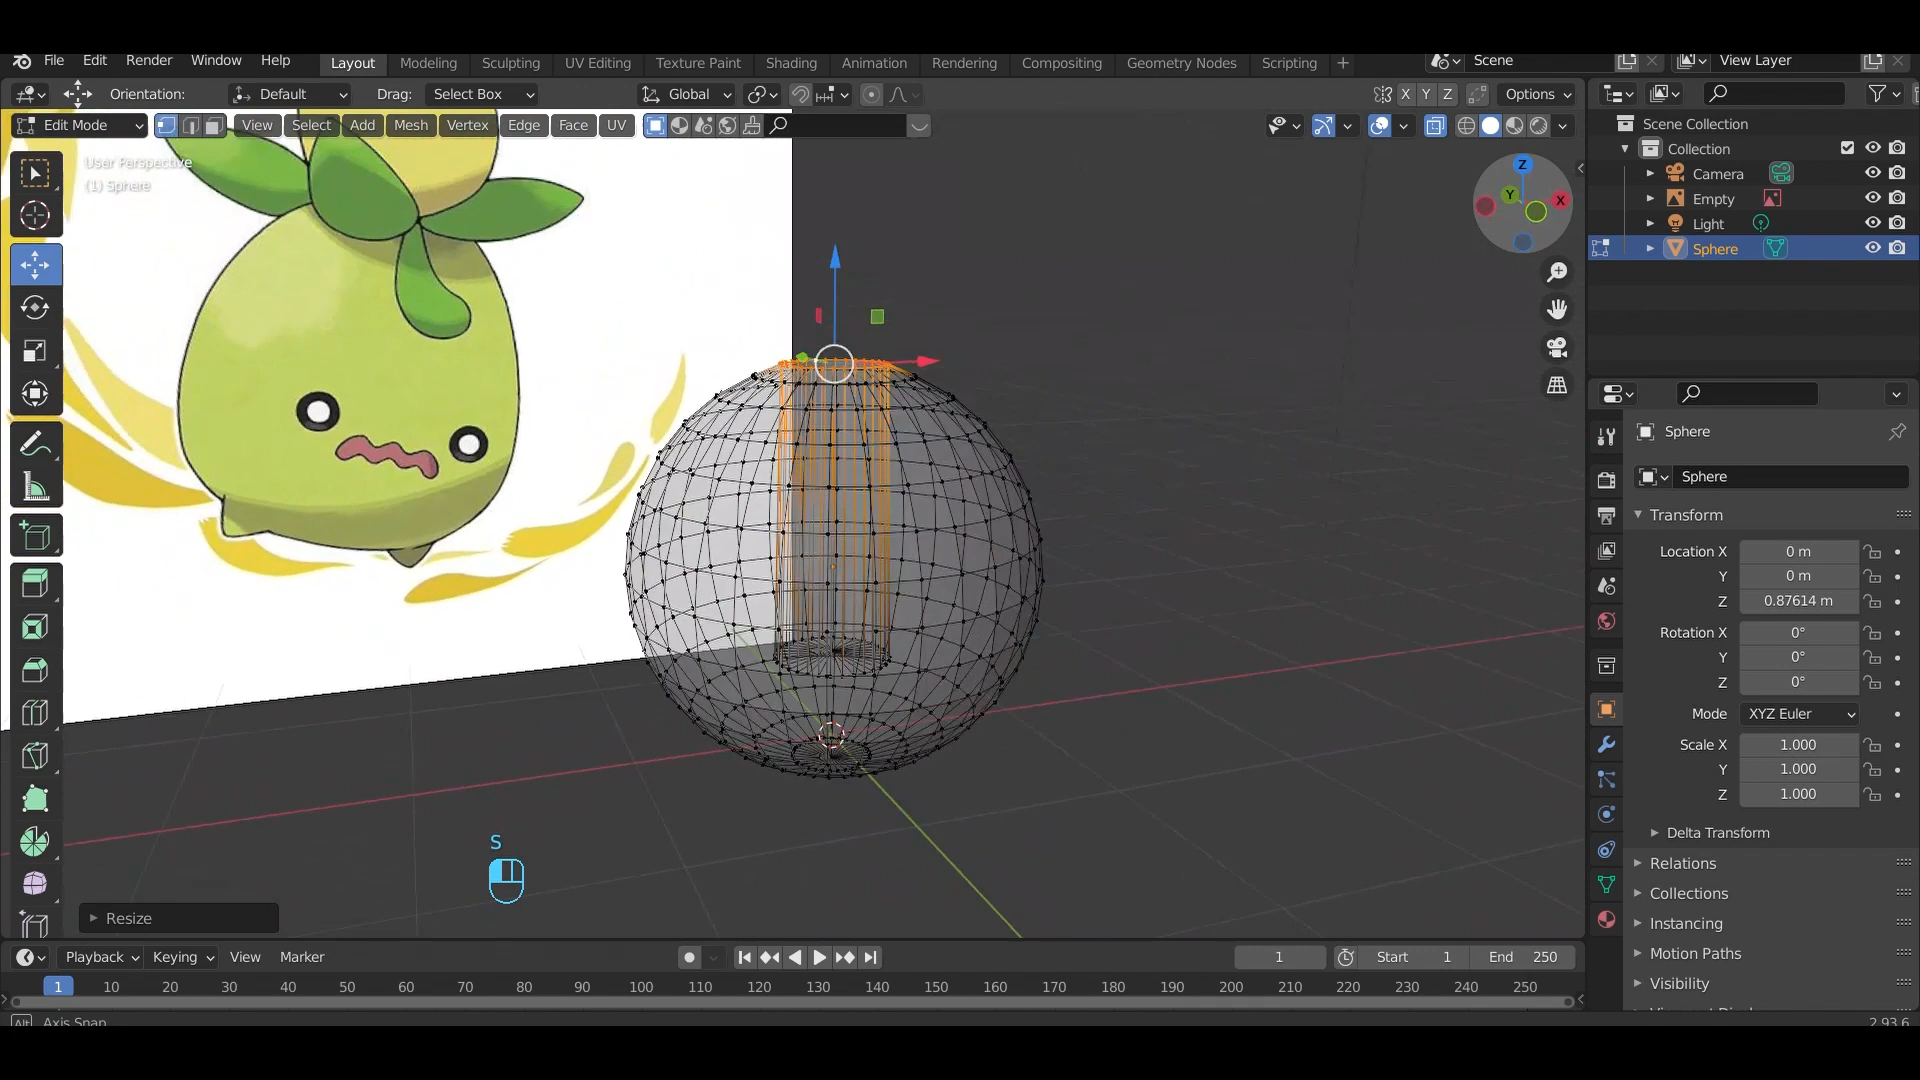 File Edit Render Window Help Layout Modeling Sculpting UV Editing Texture Paint Shading Animation Rendering Compositing Geometry Nodes Scripting + Scene View Layer
Orientation: Default Drag: Select Box Global X Y Z Options
Edit Mode View Select Add Mesh Vertex Edge Face UV
User Perspective
(1) Sphere
Z
Y
X
S
Resize
Playback Keying View Marker 1 Start 1 End 250
1 10 20 30 40 50 60 70 80 90 100 110 120 130 140 150 160 170 180 190 200 210 220 230 240 250
Alt Axis Snap
2.93.6
Scene Collection
Collection
Camera
Empty
Light
Sphere
Sphere
Sphere
Transform
Location X 0 m
Y 0 m
Z 0.87614 m
Rotation X 0°
Y 0°
Z 0°
Mode XYZ Euler
Scale X 1.000
Y 1.000
Z 1.000
Delta Transform
Relations
Collections
Instancing
Motion Paths
Visibility